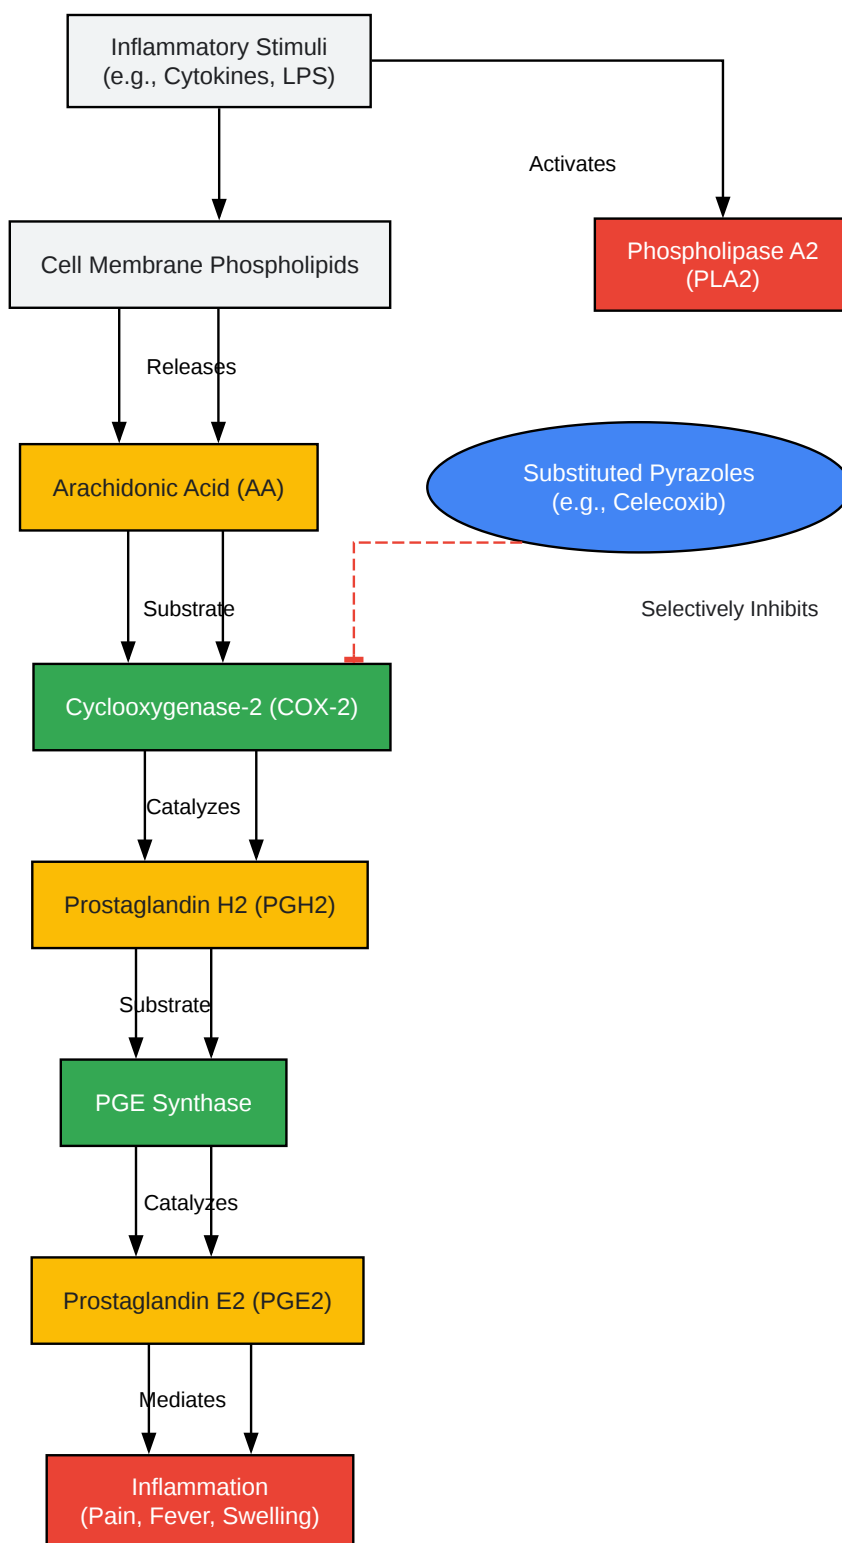 Inflammatory Stimuli
(e.g., Cytokines, LPS)
Activates
Cell Membrane Phospholipids
Phospholipase A2
(PLA2)
Releases
Arachidonic Acid (AA)
Substituted Pyrazoles
(e.g., Celecoxib)
Substrate
Selectively Inhibits
Cyclooxygenase-2 (COX-2)
Catalyzes
Prostaglandin H2 (PGH2)
Substrate
PGE Synthase
Catalyzes
Prostaglandin E2 (PGE2)
Mediates
Inflammation
(Pain, Fever, Swelling)